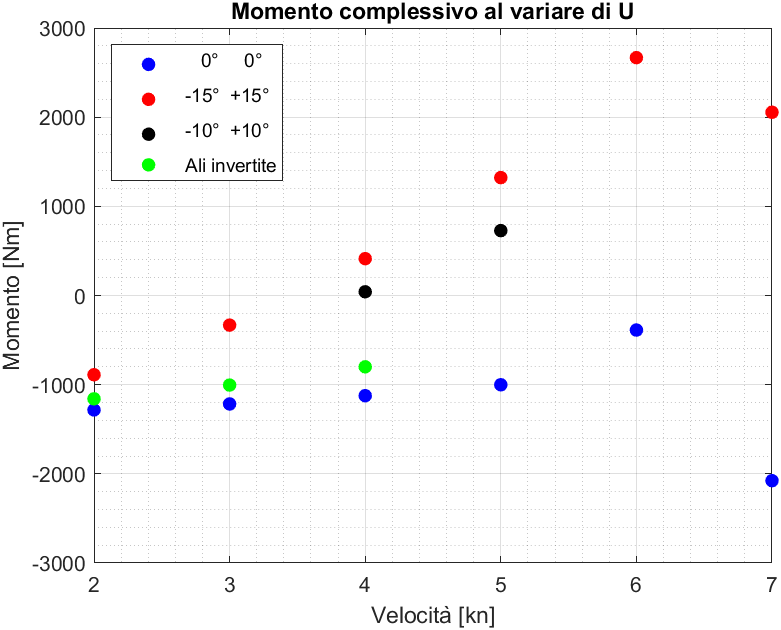 Momento complessivo al variare di U
3000
2000
1000
0
-1000
-2000
-3000
Momento [Nm]
0° 0°
-15° +15°
-10° +10°
Ali invertite
2 3 4 5 6 7
Velocità [kn]